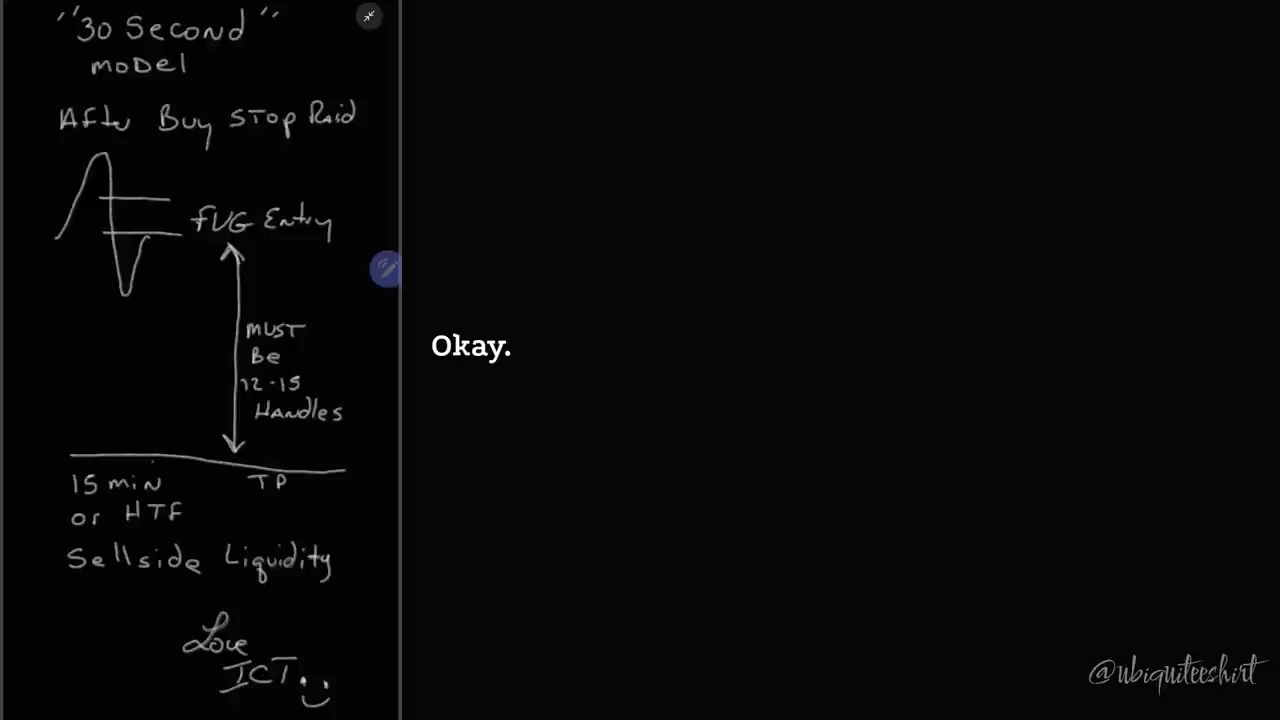 "30 Second"
model
After Buy STop Raid
FVG Entry
MUST
Be
12-15
HANdles
15 min
TP
or HTF
Sellside Liquidity
Love
ICT
Okay.
@ubiquiteeshirt